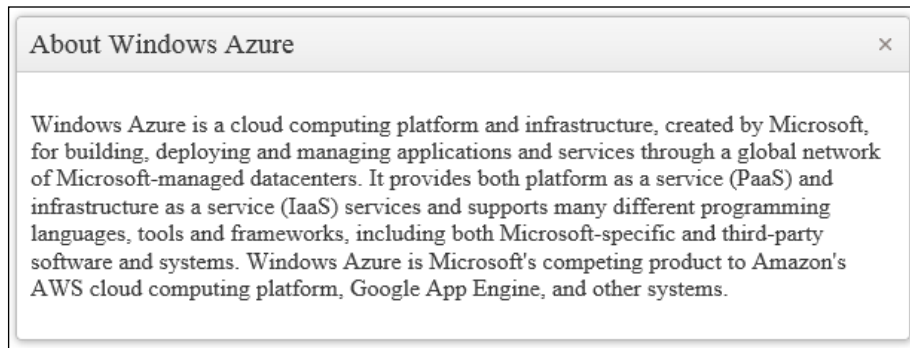 About Windows Azure
Windows Azure is a cloud computing platform and infrastructure, created by Microsoft,
for building, deploying and managing applications and services through a global network
of Microsoft-managed datacenters. It provides both platform as a service (PaaS) and
infrastructure as a service (IaaS) services and supports many different programming
languages, tools and frameworks, including both Microsoft-specific and third-party
software and systems. Windows Azure is Microsoft's competing product to Amazon's
AWS cloud computing platform, Google App Engine, and other systems.